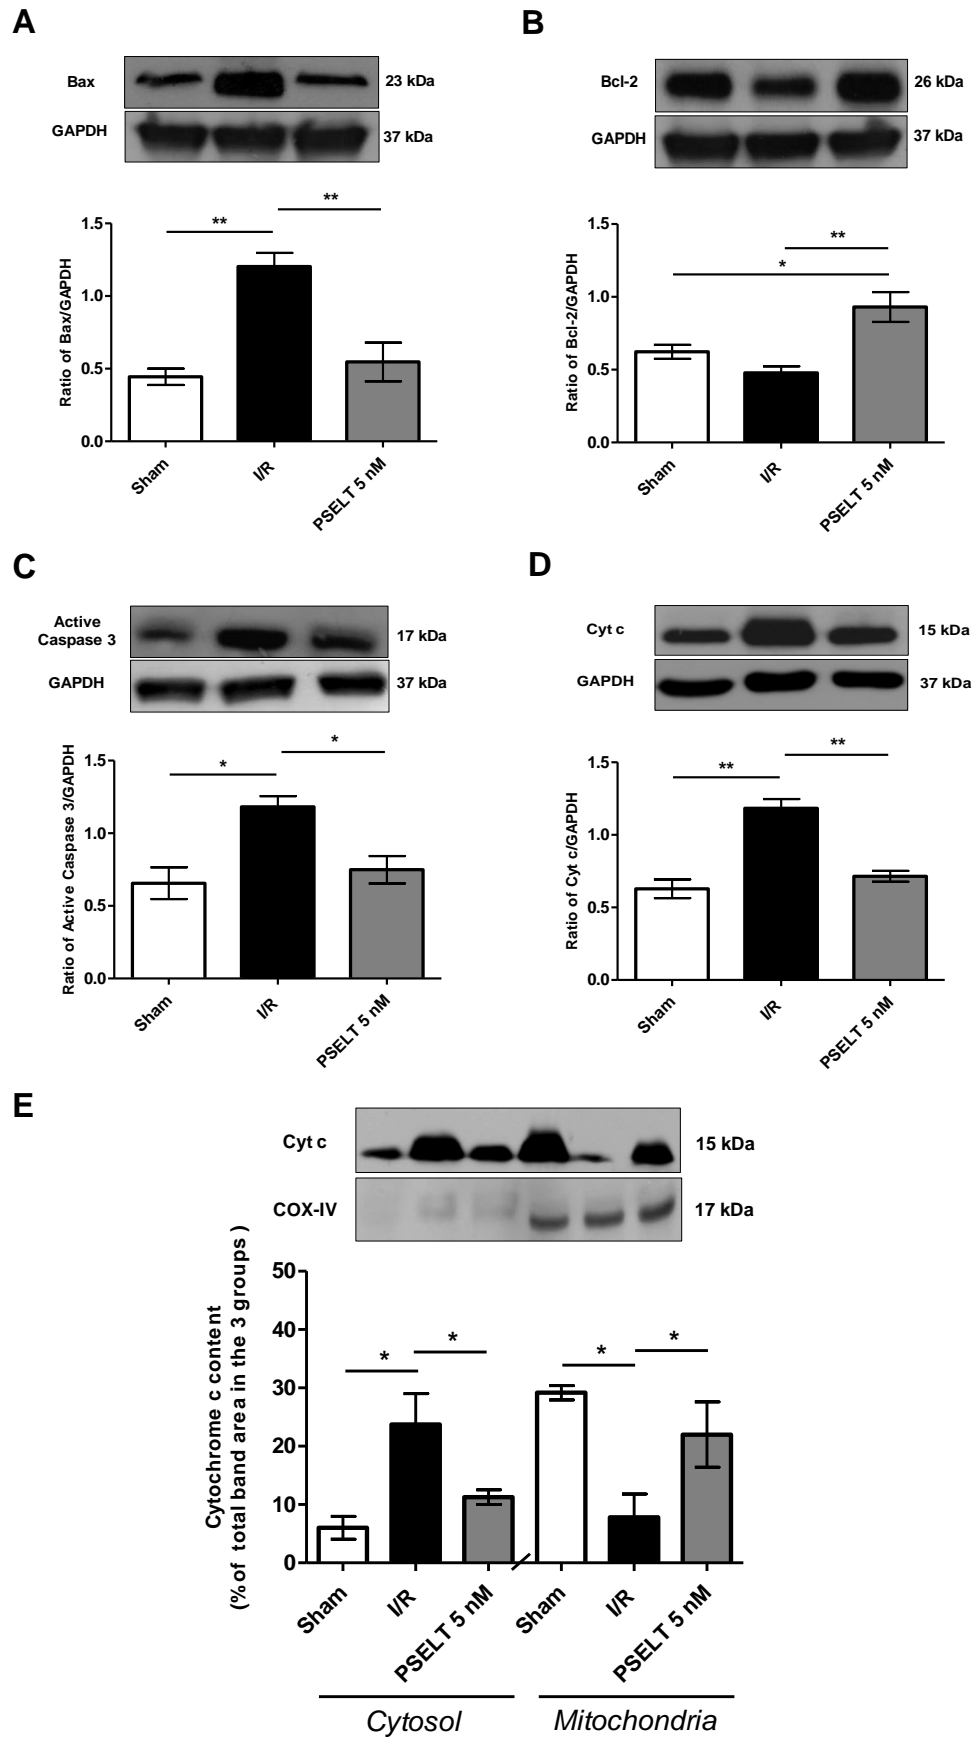 A
Bax
23 kDa
GAPDH
37 kDa
Ratio of Bax/GAPDH
1.5
1.0
0.5
0.0
**
**
Sham
I/R
PSELT 5 nM
B
Bcl-2
26 kDa
GAPDH
37 kDa
Ratio of Bcl-2/GAPDH
1.5
1.0
0.5
0.0
**
*
Sham
I/R
PSELT 5 nM
C
Active
Caspase 3
17 kDa
GAPDH
37 kDa
Ratio of Active Caspase 3/GAPDH
1.5
1.0
0.5
0.0
*
*
Sham
I/R
PSELT 5 nM
D
Cyt c
15 kDa
GAPDH
37 kDa
Ratio of Cyt c/GAPDH
1.5
1.0
0.5
0.0
**
**
Sham
I/R
PSELT 5 nM
E
Cyt c
15 kDa
COX-IV
17 kDa
Cytochrome c content
(% of total band area in the 3 groups )
50
40
30
20
10
0
*
*
*
*
Sham
I/R
PSELT 5 nM
Sham
I/R
PSELT 5 nM
Cytosol
Mitochondria